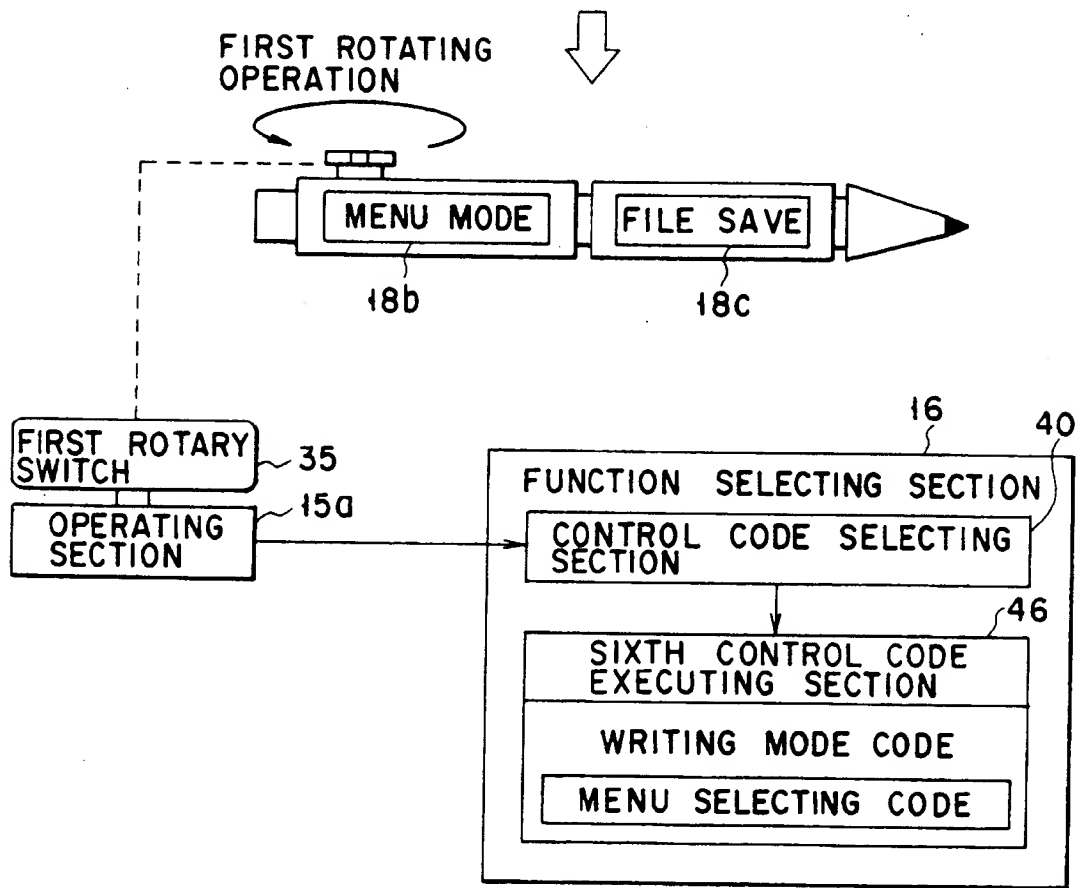 FIRST ROTATING
OPERATION
MENU MODE
FILE SAVE
18b
18c
FIRST ROTARY
SWITCH
35
OPERATING
SECTION
15a
16
40
FUNCTION SELECTING SECTION
CONTROL CODE SELECTING
SECTION
46
SIXTH CONTROL CODE
EXECUTING SECTION
WRITING MODE CODE
MENU SELECTING CODE